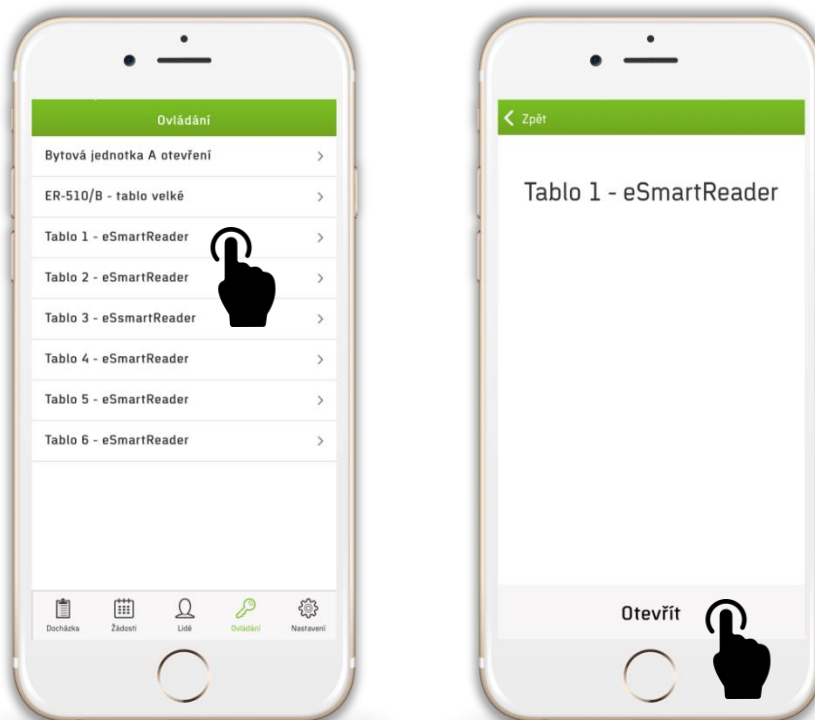 Ovládání
Bytová jednotka A otevření
ER-510/B - tablo velké
Tablo 1 - eSmartReader
Tablo 2 - eSmartReader
Tablo 3 - eSsmartReader
Tablo 4 - eSmartReader
Tablo 5 - eSmartReader
Tablo 6 - eSmartReader
Docházka Žádosti Lidé Ovládání Nastavení
Zpět
Tablo 1 - eSmartReader
Otevřít